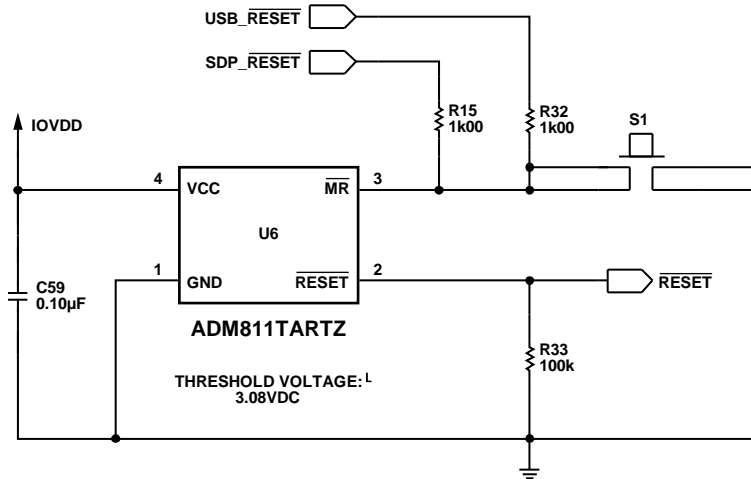 USB_RESET
SDP_RESET
R15
1k00
R32
1k00
S1
IOVDD
4
VCC
MR
3
U6
1
GND
RESET
2
RESET
C59
0.10µF
ADM811TARTZ
R33
100k
THRESHOLD VOLTAGE: L
3.08VDC